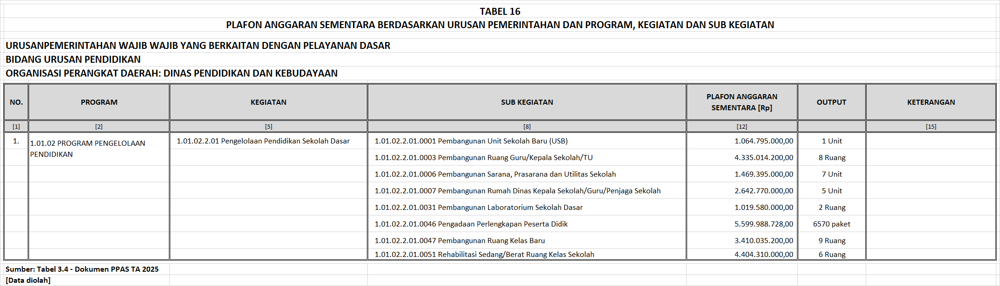 TABEL 16
PLAFON ANGGARAN SEMENTARA BERDASARKAN URUSAN PEMERINTAHAN DAN PROGRAM, KEGIATAN DAN SUB KEGIATAN
URUSANPEMERINTAHAN WAJIB WAJIB YANG BERKAITAN DENGAN PELAYANAN DASAR
BIDANG URUSAN PENDIDIKAN
ORGANISASI PERANGKAT DAERAH: DINAS PENDIDIKAN DAN KEBUDAYAAN
NO. PROGRAM KEGIATAN SUB KEGIATAN PLAFON ANGGARAN SEMENTARA [Rp] OUTPUT KETERANGAN
[1] [2] [5] [8] [12] [15]
1. 1.01.02 PROGRAM PENGELOLAAN PENDIDIKAN 1.01.02.2.01 Pengelolaan Pendidikan Sekolah Dasar 1.01.02.2.01.0001 Pembangunan Unit Sekolah Baru (USB) 1.064.795.000,00 1 Unit
1.01.02.2.01.0003 Pembangunan Ruang Guru/Kepala Sekolah/TU 4.335.014.200,00 8 Ruang
1.01.02.2.01.0006 Pembangunan Sarana, Prasarana dan Utilitas Sekolah 1.469.395.000,00 7 Unit
1.01.02.2.01.0007 Pembangunan Rumah Dinas Kepala Sekolah/Guru/Penjaga Sekolah 2.642.770.000,00 5 Unit
1.01.02.2.01.0031 Pembangunan Laboratorium Sekolah Dasar 1.019.580.000,00 2 Ruang
1.01.02.2.01.0046 Pengadaan Perlengkapan Peserta Didik 5.599.988.728,00 6570 paket
1.01.02.2.01.0047 Pembangunan Ruang Kelas Baru 3.410.035.200,00 9 Ruang
1.01.02.2.01.0051 Rehabilitasi Sedang/Berat Ruang Kelas Sekolah 4.404.310.000,00 6 Ruang
Sumber: Tabel 3.4 - Dokumen PPAS TA 2025
[Data diolah]